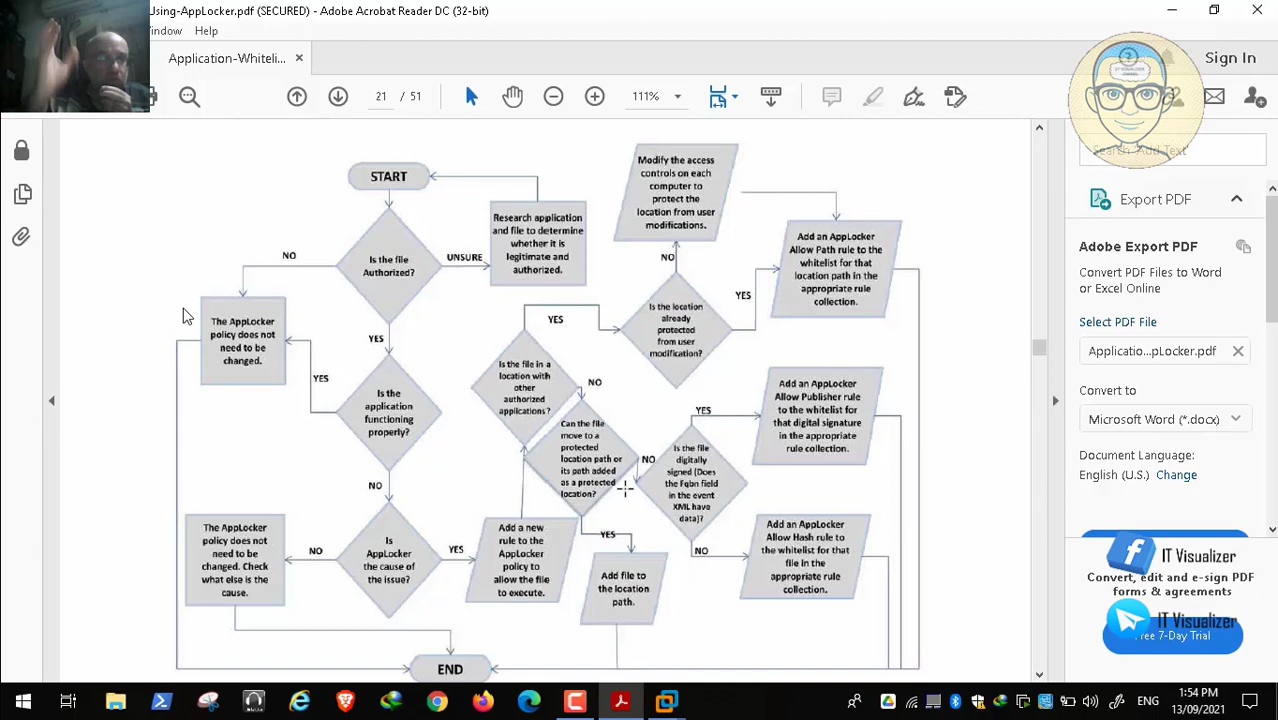 Using-AppLocker.pdf (SECURED) - Adobe Acrobat Reader DC (32-bit)
indow Help
Application-Whiteli...
Sign In
21 / 51
111%
START
Is the file
Authorized?
NO
UNSURE
YES
Research application
and file to determine
whether it is
legitimate and
authorized.
The AppLocker
policy does not
need to be
changed.
YES
Is the
application
functioning
properly?
NO
Is
AppLocker
the cause of
the issue?
NO
The AppLocker
policy does not
need to be
changed. Check
what else is the
cause.
YES
Add a new
rule to the
AppLocker
policy to
allow the file
to execute.
Is the file in a
location with
other
authorized
applications?
YES
NO
Can the file
move to a
protected
location path or
its path added
as a protected
location?
YES
Add file to
the location
path.
NO
Is the location
already
protected
from user
modification?
NO
Modify the access
controls on each
computer to
protect the
location from user
modifications.
YES
Add an AppLocker
Allow Path rule to the
whitelist for that
location path in the
appropriate rule
collection.
Is the file
digitally
signed (Does
the Fqbn field
in the event
XML have
data)?
YES
Add an AppLocker
Allow Publisher rule
to the whitelist for
that digital signature
in the appropriate
rule collection.
NO
Add an AppLocker
Allow Hash rule to
the whitelist for that
file in the
appropriate rule
collection.
END
IT VISUALIZER
CHANNEL
Search 'Add Text'
Export PDF
Adobe Export PDF
Convert PDF Files to Word
or Excel Online
Select PDF File
Applicatio...pLocker.pdf
Convert to
Microsoft Word (*.docx)
Document Language:
English (U.S.) Change
IT Visualizer
Convert, edit and e-sign PDF
forms & agreements
IT Visualizer
Free 7-Day Trial
ENG
1:54 PM
13/09/2021